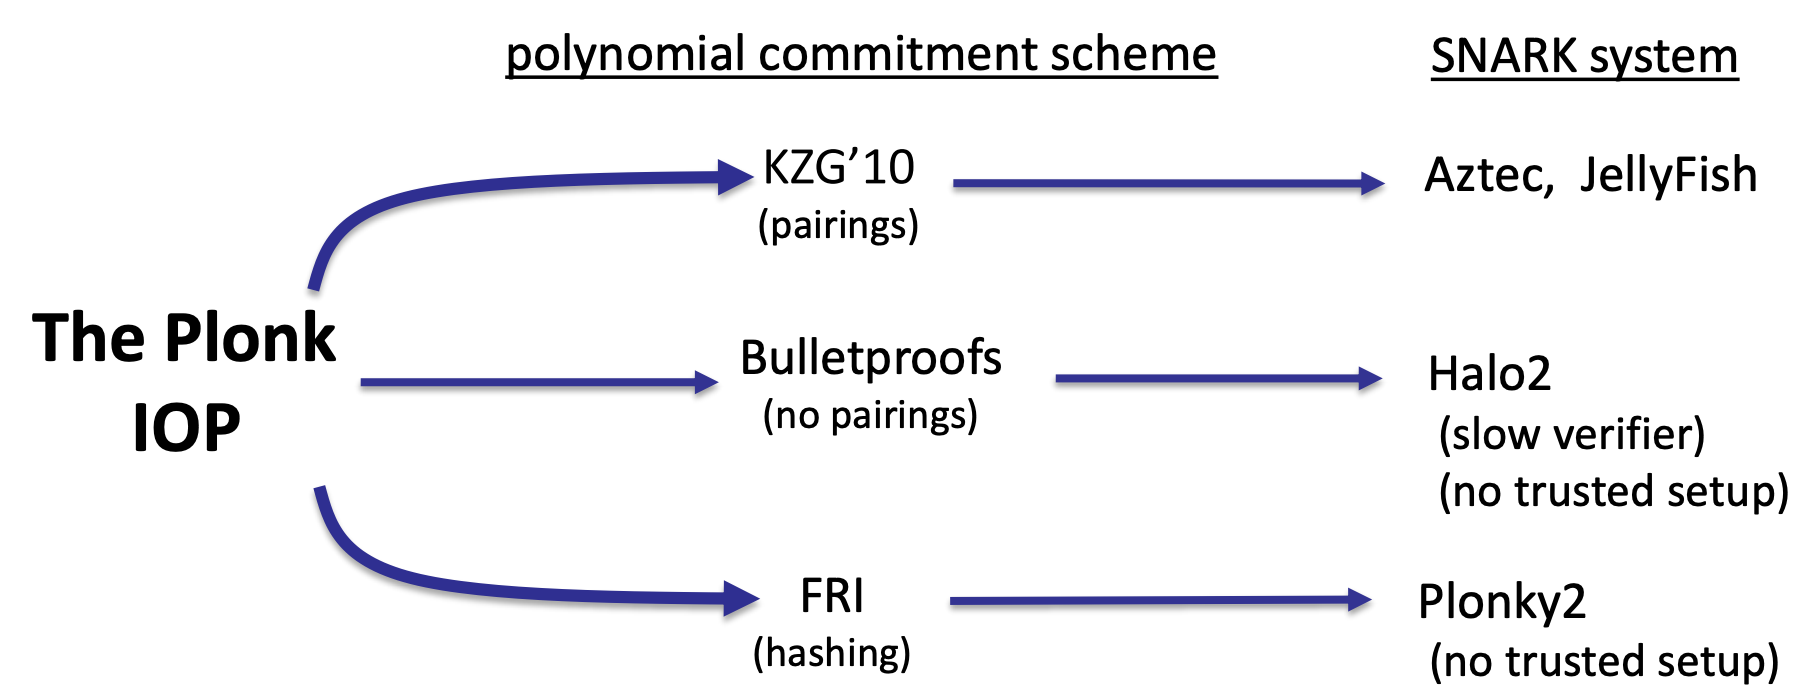 polynomial commitment scheme
SNARK system
The Plonk
IOP
KZG’10
(pairings)
Aztec,  JellyFish
Bulletproofs
(no pairings)
Halo2
(slow verifier)
(no trusted setup)
FRI
(hashing)
Plonky2
(no trusted setup)